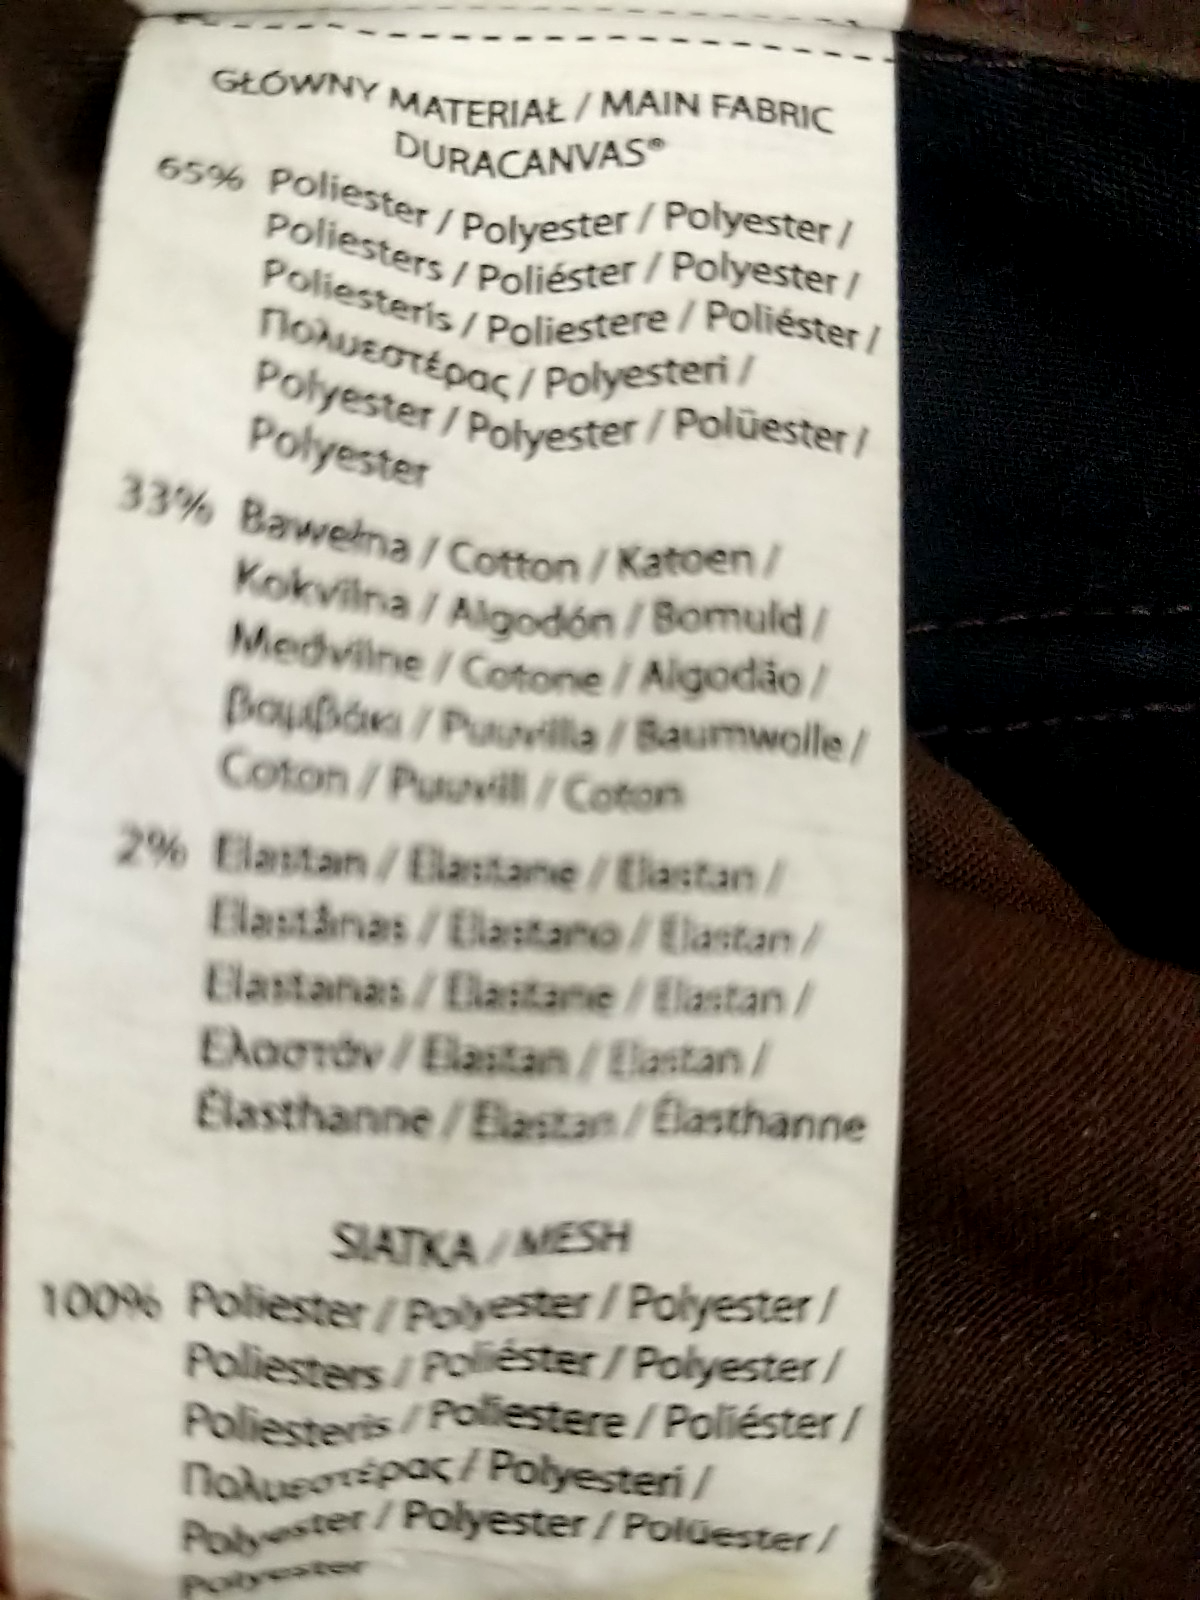 GŁÓWNY MATERIAŁ / MAIN FABRIC
DURACANVAS®
65% Poliester / Polyester / Polyester /
Poliesters / Poliéster / Polyester /
Poliesteris / Poliestere / Poliéster /
Πολυεστέρας / Polyesteri /
Polyester / Polyester / Polüester /
Polyester
33% Bawełna / Cotton / Katoen /
Kokvilna / Algodón / Bomuld /
Medvilne / Cotone / Algodão /
βαμβάκι / Puuvilla / Baumwolle /
Coton / Puuvill / Coton
2% Elastan / Elastane / Elastan /
Elastānas / Elastano / Elastan /
Elastanas / Elastane / Elastan /
Ελαστάν / Elastan / Elastan /
Élasthanne / Elastan / Élasthanne
SIATKA / MESH
100% Poliester / Polyester / Polyester /
Poliesters / Poliéster / Polyester /
Poliesteris / Poliestere / Poliéster /
Πολυεστέρας / Polyesteri /
Polyester / Polyester / Polüester /
Polyester